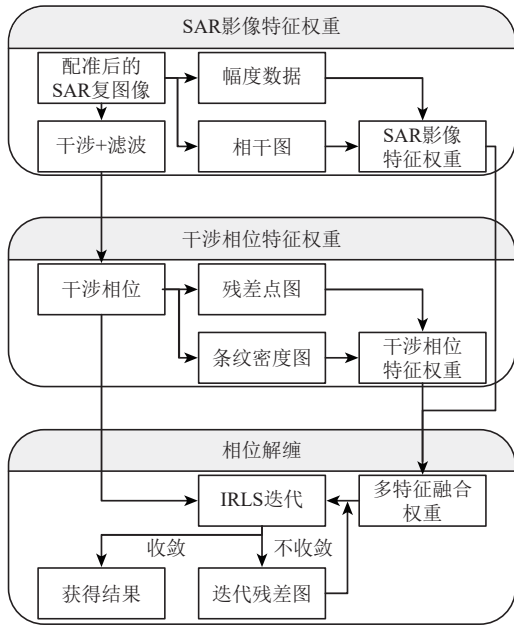 SAR影像特征权重
配准后的
SAR复图像
幅度数据
干涉+滤波
相干图
SAR影像
特征权重
干涉相位特征权重
干涉相位
残差点图
条纹密度图
干涉相位
特征权重
相位解缠
IRLS迭代
多特征融合
权重
收敛
不收敛
获得结果
迭代残差图